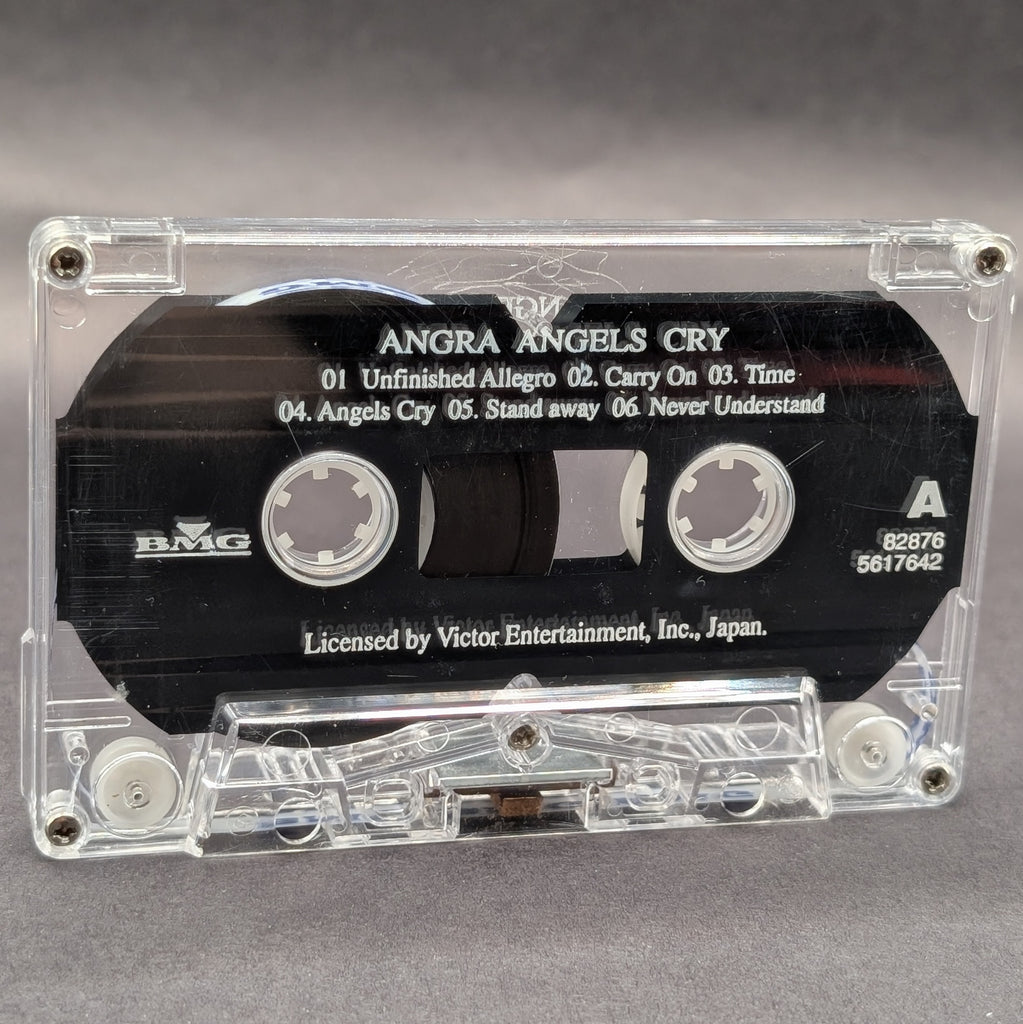 ANGRA ANGELS CRY
01 Unfinished Allegro 02. Carry On 03. Time
04. Angels Cry 05. Stand away 06. Never Understand
BMG
A
82876
5617642
Licensed by Victor Entertainment, Inc., Japan.